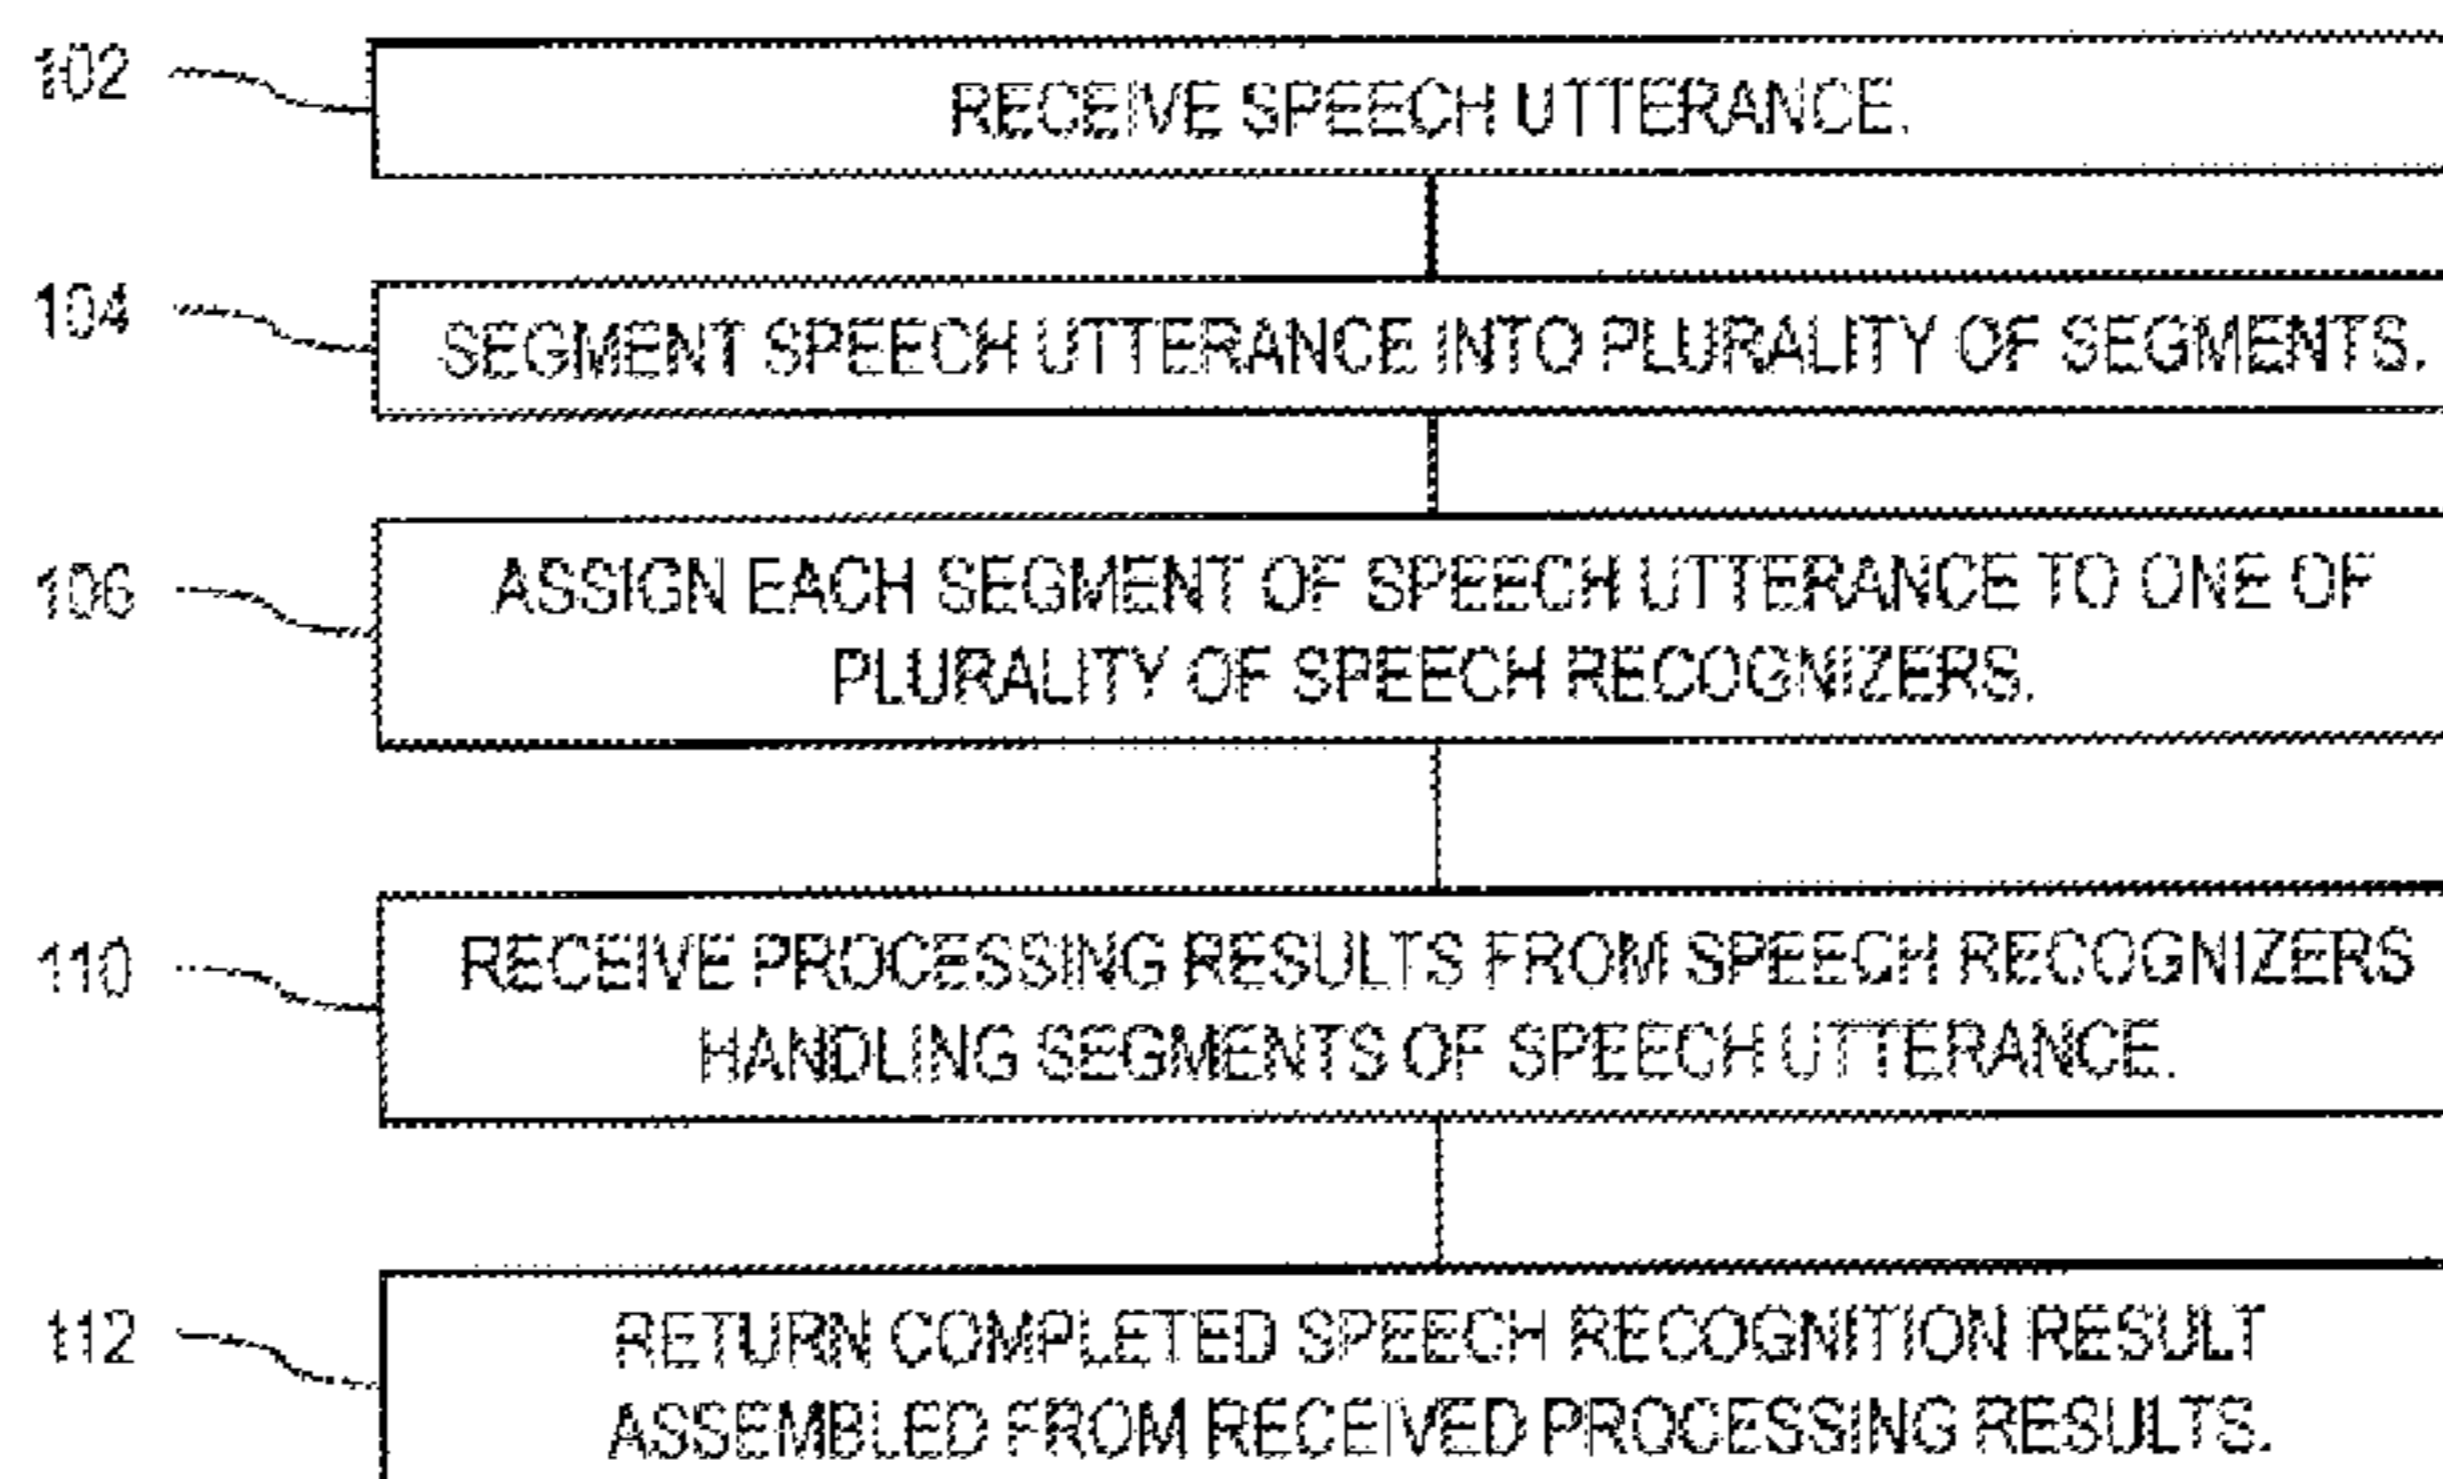 102
RECEIVE SPEECH UTTERANCE.
104
SEGMENT SPEECH UTTERANCE INTO PLURALITY OF SEGMENTS.
106
ASSIGN EACH SEGMENT OF SPEECH UTTERANCE TO ONE OF
PLURALITY OF SPEECH RECOGNIZERS.
110
RECEIVE PROCESSING RESULTS FROM SPEECH RECOGNIZERS
HANDLING SEGMENTS OF SPEECH UTTERANCE.
112
RETURN COMPLETED SPEECH RECOGNITION RESULT
ASSEMBLED FROM RECEIVED PROCESSING RESULTS.